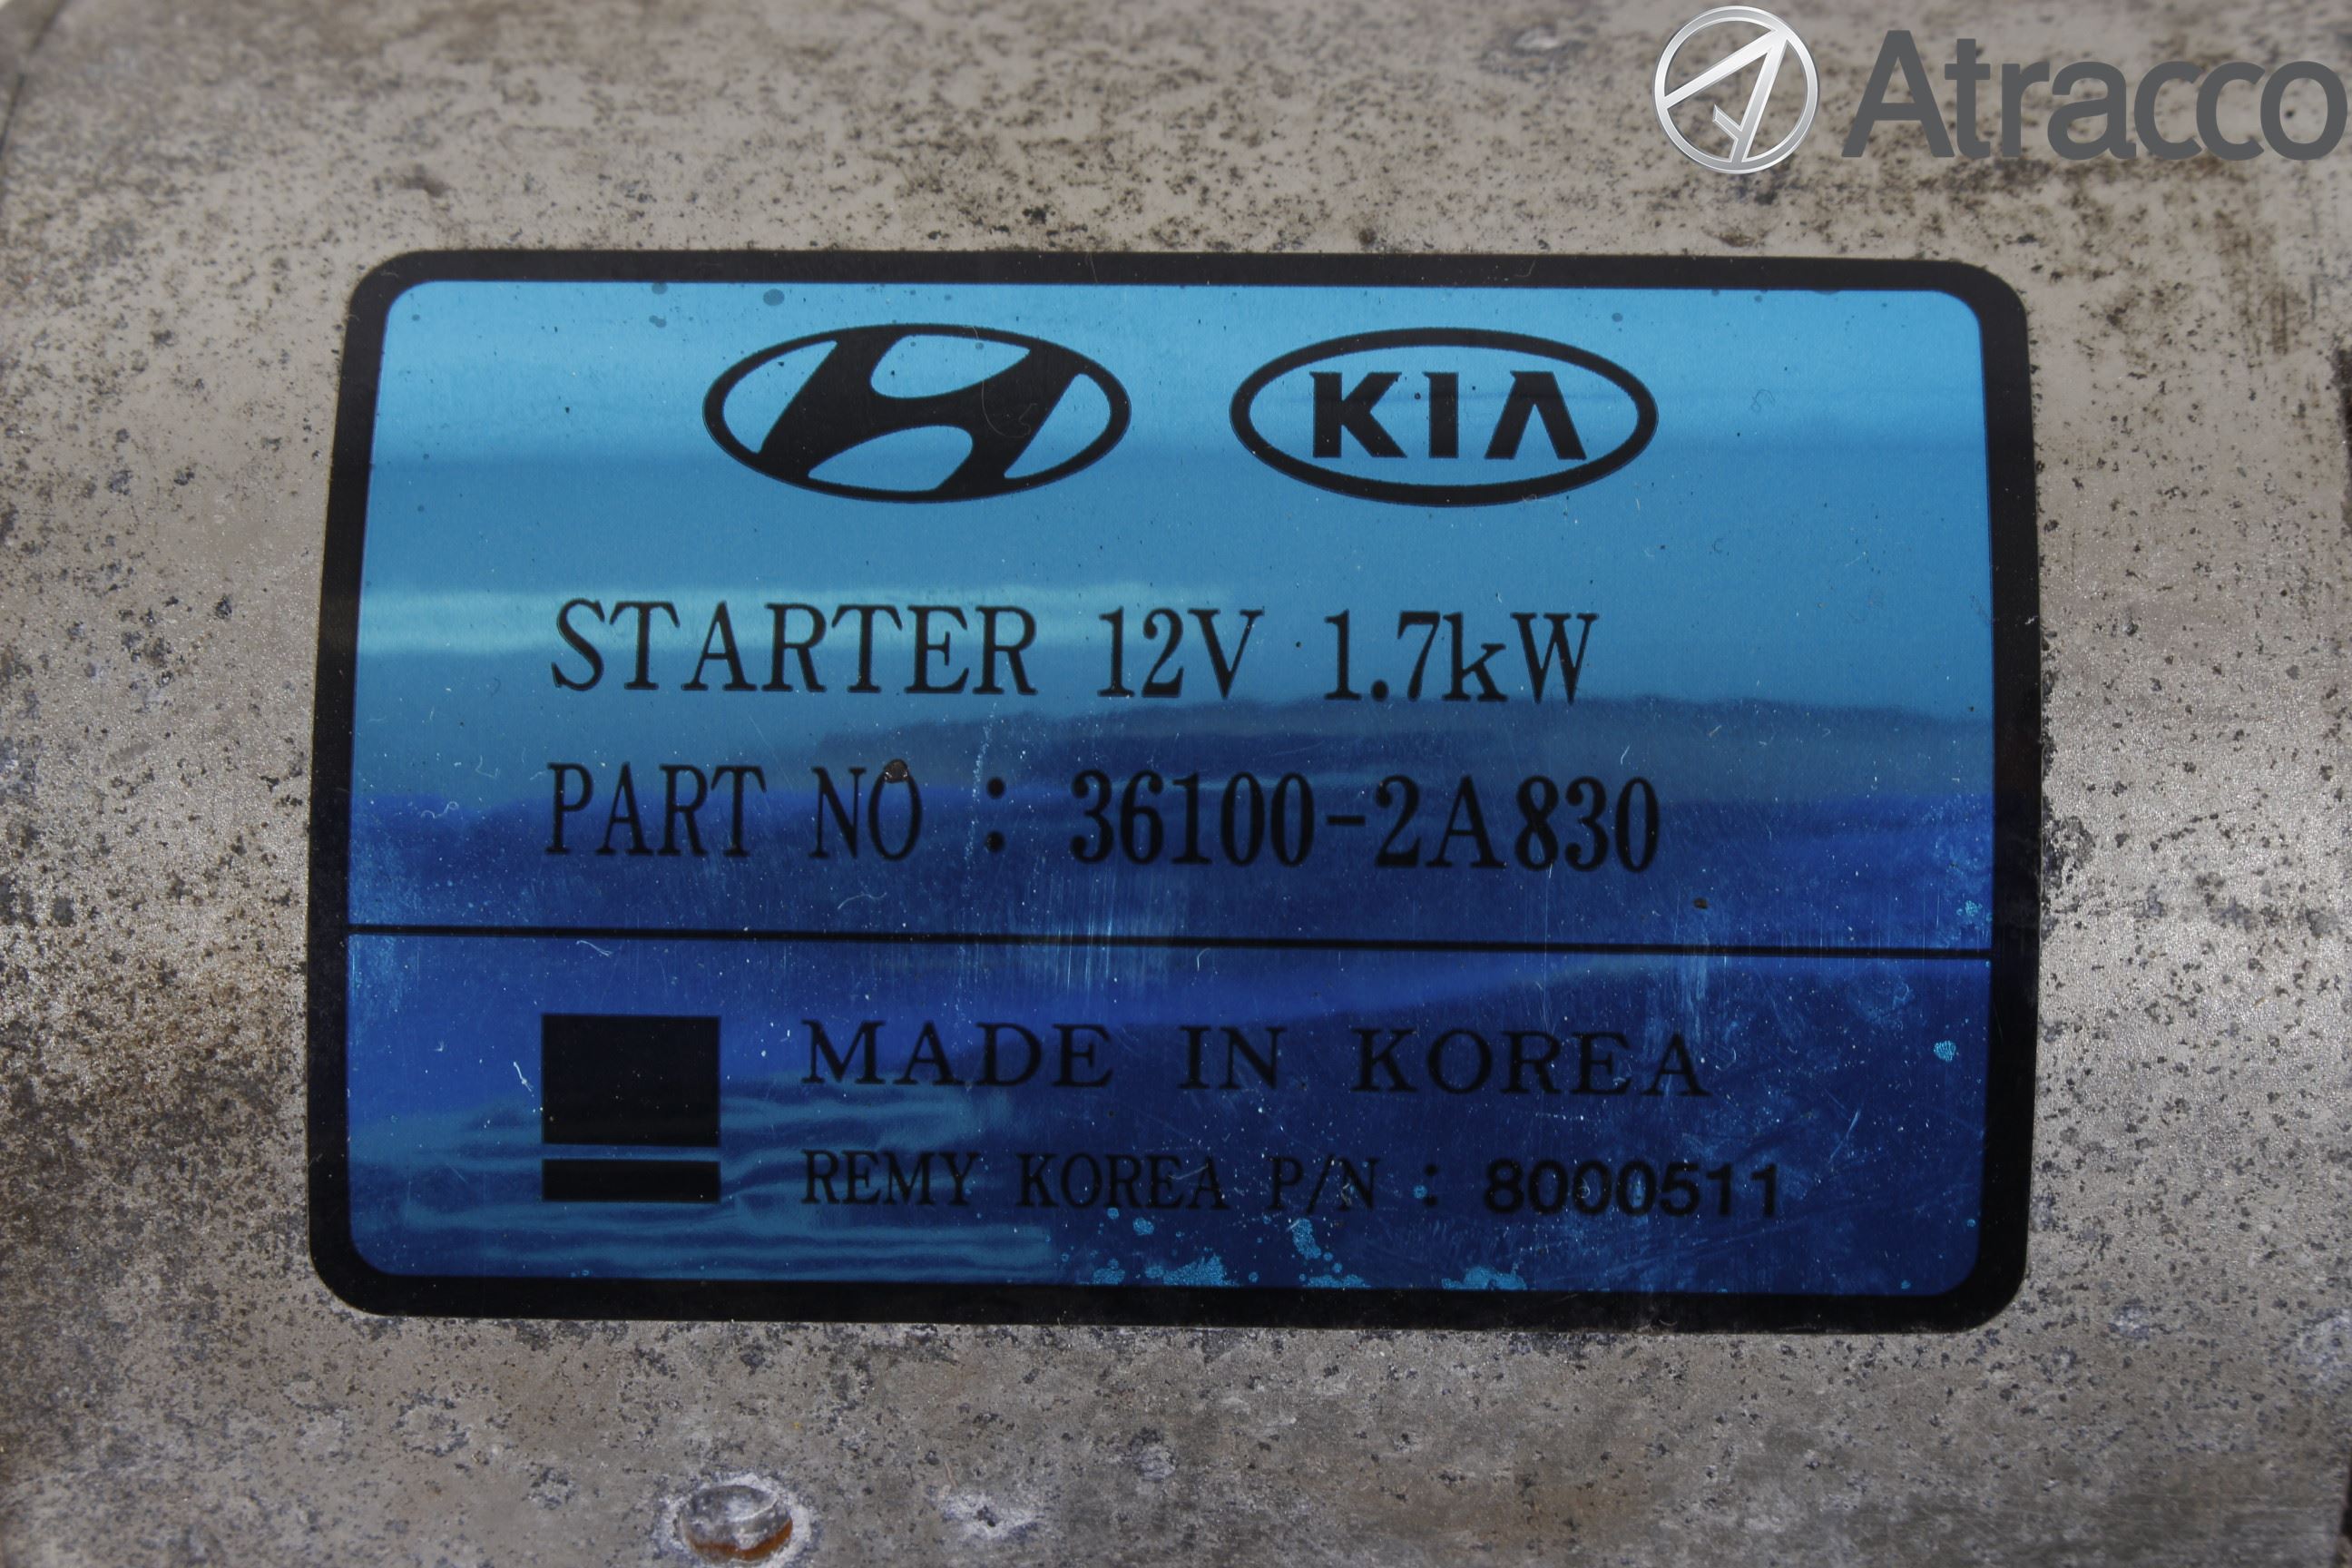 Atracco
KIA
STARTER 12V 1.7kW
PART NO : 36100-2A830
MADE IN KOREA
REMY KOREA P/N : 8000511